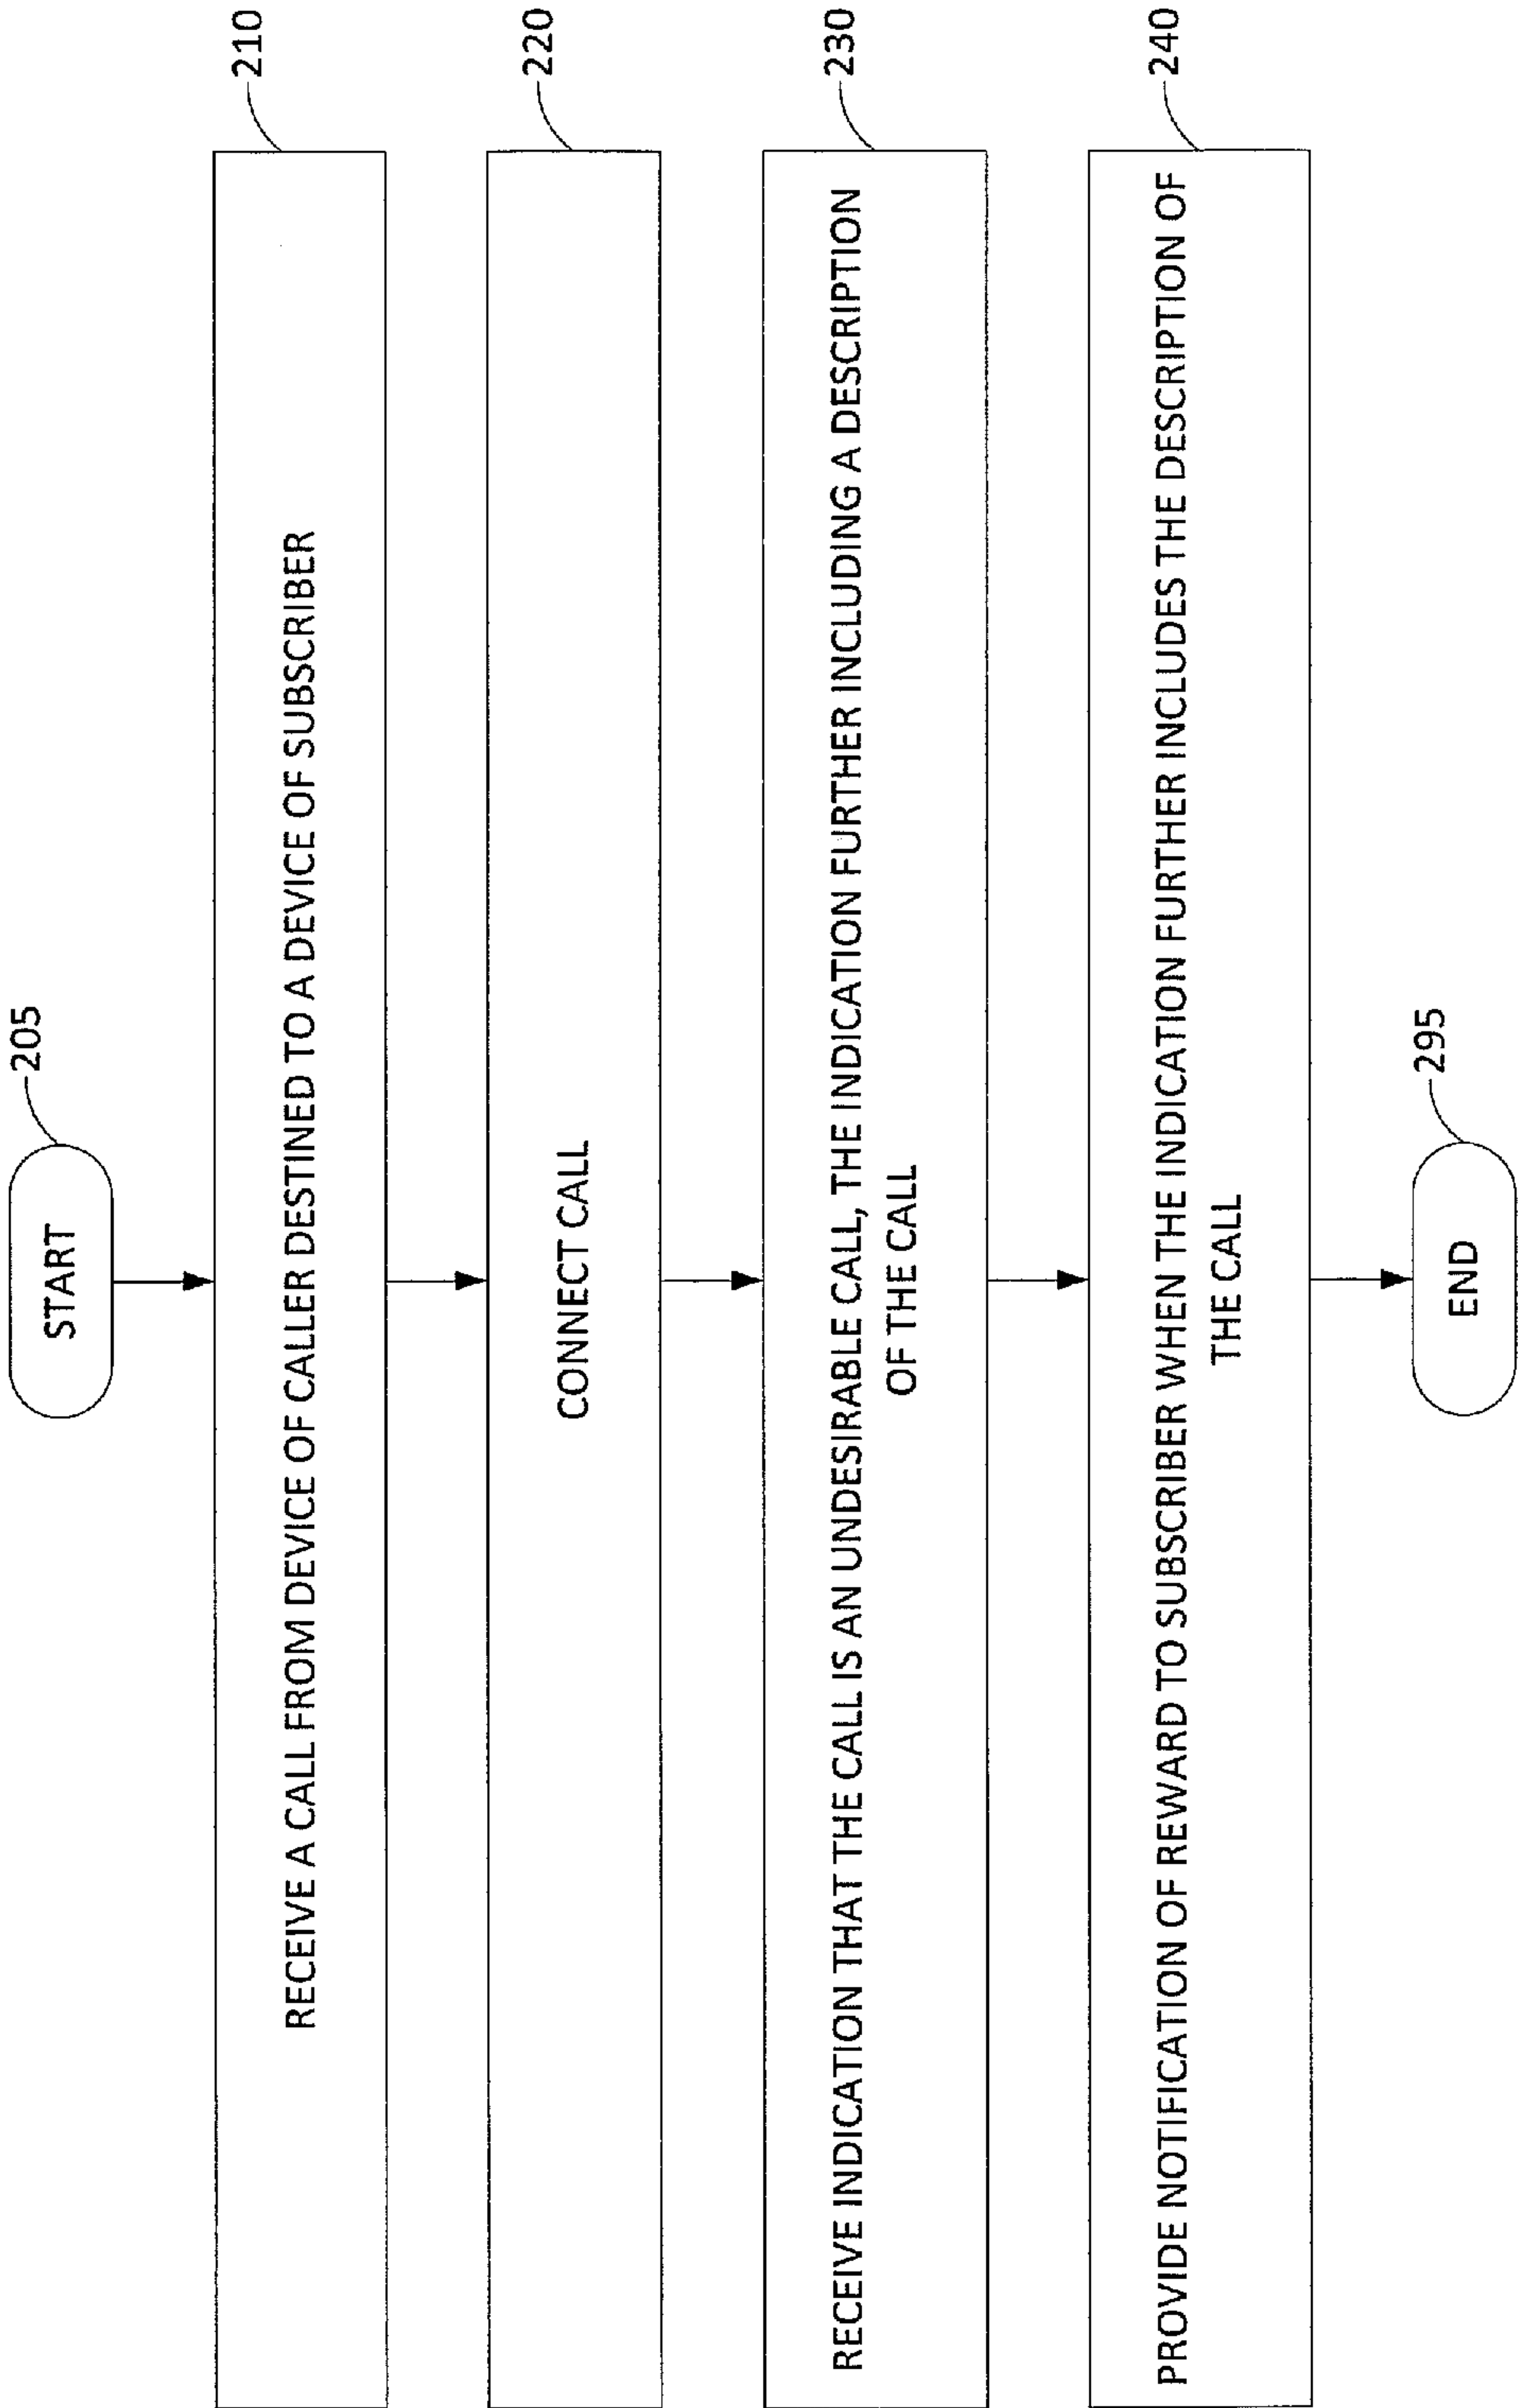 205
START
210
RECEIVE A CALL FROM DEVICE OF CALLER DESTINED TO A DEVICE OF SUBSCRIBER
220
CONNECT CALL
230
RECEIVE INDICATION THAT THE CALL IS AN UNDESIRABLE CALL, THE INDICATION FURTHER INCLUDING A DESCRIPTION
OF THE CALL
240
PROVIDE NOTIFICATION OF REWARD TO SUBSCRIBER WHEN THE INDICATION FURTHER INCLUDES THE DESCRIPTION OF
THE CALL
295
END